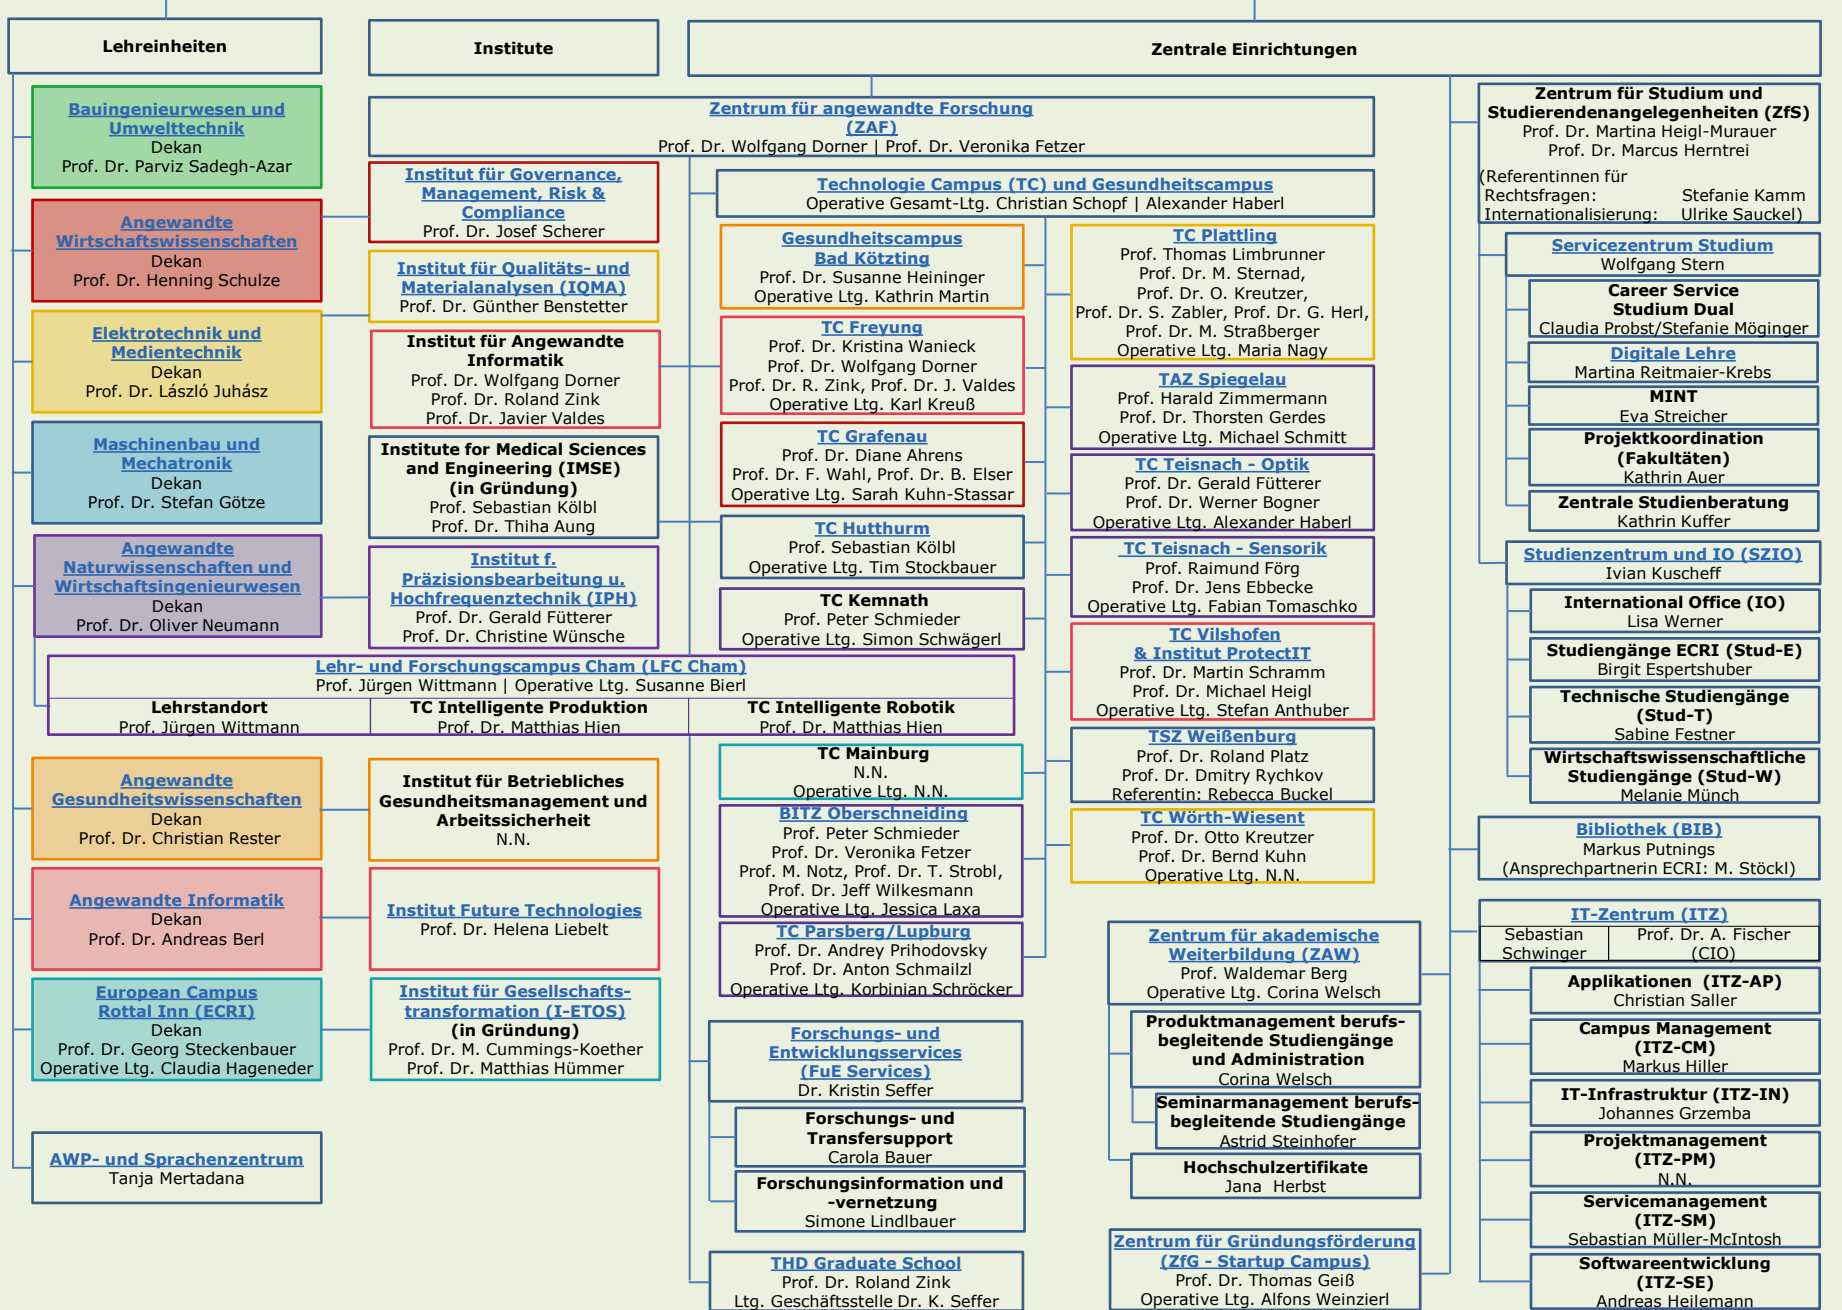 Lehreinheiten
Bauingenieurwesen und
Umwelttechnik
Dekan
Prof. Dr. Parviz Sadegh-Azar
Angewandte
Wirtschaftswissenschaften
Dekan
Prof. Dr. Henning Schulze
Elektrotechnik und
Medientechnik
Dekan
Prof. Dr. László Juhász
Maschinenbau und
Mechatronik
Dekan
Prof. Dr. Stefan Götze
Angewandte
Naturwissenschaften und
Wirtschaftsingenieurwesen
Dekan
Prof. Dr. Oliver Neumann
Institute
Zentrale Einrichtungen
Zentrum für angewandte Forschung
(ZAF)
Prof. Dr. Wolfgang Dorner | Prof. Dr. Veronika Fetzer
Institut für Governance,
Management, Risk &
Compliance
Prof. Dr. Josef Scherer
Institut für Qualitäts- und
Materialanalysen (IQMA)
Prof. Dr. Günther Benstetter
Institut für Angewandte
Informatik
Prof. Dr. Wolfgang Dorner
Prof. Dr. Roland Zink
Prof. Dr. Javier Valdes
Institute for Medical Sciences
and Engineering (IMSE)
(in Gründung)
Prof. Sebastian Kölbl
Prof. Dr. Thiha Aung
Institut f.
Präzisionsbearbeitung u.
Hochfrequenztechnik (IPH)
Prof. Dr. Gerald Fütterer
Prof. Dr. Christine Wünsche
Lehr- und Forschungscampus Cham (LFC Cham)
Prof. Jürgen Wittmann | Operative Ltg. Susanne Bierl
Lehrstandort
Prof. Jürgen Wittmann
TC Intelligente Produktion
Prof. Dr. Matthias Hien
TC Intelligente Robotik
Prof. Dr. Matthias Hien
Angewandte
Gesundheitswissenschaften
Dekan
Prof. Dr. Christian Rester
Angewandte Informatik
Dekan
Prof. Dr. Andreas Berl
European Campus
Rottal Inn (ECRI)
Dekan
Prof. Dr. Georg Steckenbauer
Operative Ltg. Claudia Hageneder
AWP- und Sprachenzentrum
Tanja Mertadana
Institut für Betriebliches
Gesundheitsmanagement und
Arbeitssicherheit
N.N.
Institut Future Technologies
Prof. Dr. Helena Liebelt
Institut für Gesellschafts-
transformation (I-ETOS)
(in Gründung)
Prof. Dr. M. Cummings-Koether
Prof. Dr. Matthias Hümmer
Technologie Campus (TC) und Gesundheitscampus
Operative Gesamt-Ltg. Christian Schopf | Alexander Haberl
Gesundheitscampus
Bad Kötzting
Prof. Dr. Susanne Heininger
Operative Ltg. Kathrin Martin
TC Freyung
Prof. Dr. Kristina Wanieck
Prof. Dr. Wolfgang Dorner
Prof. Dr. R. Zink, Prof. Dr. J. Valdes
Operative Ltg. Karl Kreuß
TC Grafenau
Prof. Dr. Diane Ahrens
Prof. Dr. F. Wahl, Prof. Dr. B. Elser
Operative Ltg. Sarah Kuhn-Stassar
TC Hutthurm
Prof. Sebastian Kölbl
Operative Ltg. Tim Stockbauer
TC Kemnath
Prof. Peter Schmieder
Operative Ltg. Simon Schwägerl
TC Mainburg
N.N.
Operative Ltg. N.N.
BITZ Oberschneiding
Prof. Peter Schmieder
Prof. Dr. Veronika Fetzer
Prof. M. Notz, Prof. Dr. T. Strobl,
Prof. Dr. Jeff Wilkesmann
Operative Ltg. Jessica Laxa
TC Parsberg/Lupburg
Prof. Dr. Andrey Prihodovsky
Prof. Dr. Anton Schmailzl
Operative Ltg. Korbinian Schröcker
TC Plattling
Prof. Thomas Limbrunner
Prof. Dr. M. Sternad,
Prof. Dr. O. Kreutzer,
Prof. Dr. S. Zabler, Prof. Dr. G. Herl,
Prof. Dr. M. Straßberger
Operative Ltg. Maria Nagy
TAZ Spiegelau
Prof. Harald Zimmermann
Prof. Dr. Thorsten Gerdes
Operative Ltg. Michael Schmitt
TC Teisnach - Optik
Prof. Dr. Gerald Fütterer
Prof. Dr. Werner Bogner
Operative Ltg. Alexander Haberl
TC Teisnach - Sensorik
Prof. Raimund Förg
Prof. Dr. Jens Ebbecke
Operative Ltg. Fabian Tomaschko
TC Vilshofen
& Institut ProtectIT
Prof. Dr. Martin Schramm
Prof. Dr. Michael Heigl
Operative Ltg. Stefan Anthuber
TSZ Weißenburg
Prof. Dr. Roland Platz
Prof. Dr. Dmitry Rychkov
Referentin: Rebecca Buckel
TC Wörth-Wiesent
Prof. Dr. Otto Kreutzer
Prof. Dr. Bernd Kuhn
Operative Ltg. N.N.
Forschungs- und
Entwicklungsservices
(FuE Services)
Dr. Kristin Seffer
Forschungs- und
Transfersupport
Carola Bauer
Forschungsinformation und
-vernetzung
Simone Lindlbauer
THD Graduate School
Prof. Dr. Roland Zink
Ltg. Geschäftsstelle Dr. K. Seffer
Zentrum für akademische
Weiterbildung (ZAW)
Prof. Waldemar Berg
Operative Ltg. Corina Welsch
Produktmanagement berufs-
begleitende Studiengänge
und Administration
Corina Welsch
Seminarmanagement berufs-
begleitende Studiengänge
Astrid Steinhofer
Hochschulzertifikate
Jana Herbst
Zentrum für Gründungsförderung
(ZfG - Startup Campus)
Prof. Dr. Thomas Geiß
Operative Ltg. Alfons Weinzierl
Zentrum für Studium und
Studierendenangelegenheiten (ZfS)
Prof. Dr. Martina Heigl-Murauer
Prof. Dr. Marcus Herntrei
(Referentinnen für
Rechtsfragen: Stefanie Kamm
Internationalisierung: Ulrike Sauckel)
Servicezentrum Studium
Wolfgang Stern
Career Service
Studium Dual
Claudia Probst/Stefanie Möginger
Digitale Lehre
Martina Reitmaier-Krebs
MINT
Eva Streicher
Projektkoordination
(Fakultäten)
Kathrin Auer
Zentrale Studienberatung
Kathrin Kuffer
Studienzentrum und IO (SZIO)
Ivian Kuscheff
International Office (IO)
Lisa Werner
Studiengänge ECRI (Stud-E)
Birgit Espertshuber
Technische Studiengänge
(Stud-T)
Sabine Festner
Wirtschaftswissenschaftliche
Studiengänge (Stud-W)
Melanie Münch
Bibliothek (BIB)
Markus Putnings
(Ansprechpartnerin ECRI: M. Stöckl)
IT-Zentrum (ITZ)
Sebastian
Schwinger
Prof. Dr. A. Fischer
(CIO)
Applikationen (ITZ-AP)
Christian Saller
Campus Management
(ITZ-CM)
Markus Hiller
IT-Infrastruktur (ITZ-IN)
Johannes Grzemba
Projektmanagement
(ITZ-PM)
N.N.
Servicemanagement
(ITZ-SM)
Sebastian Müller-McIntosh
Softwareentwicklung
(ITZ-SE)
Andreas Heilemann